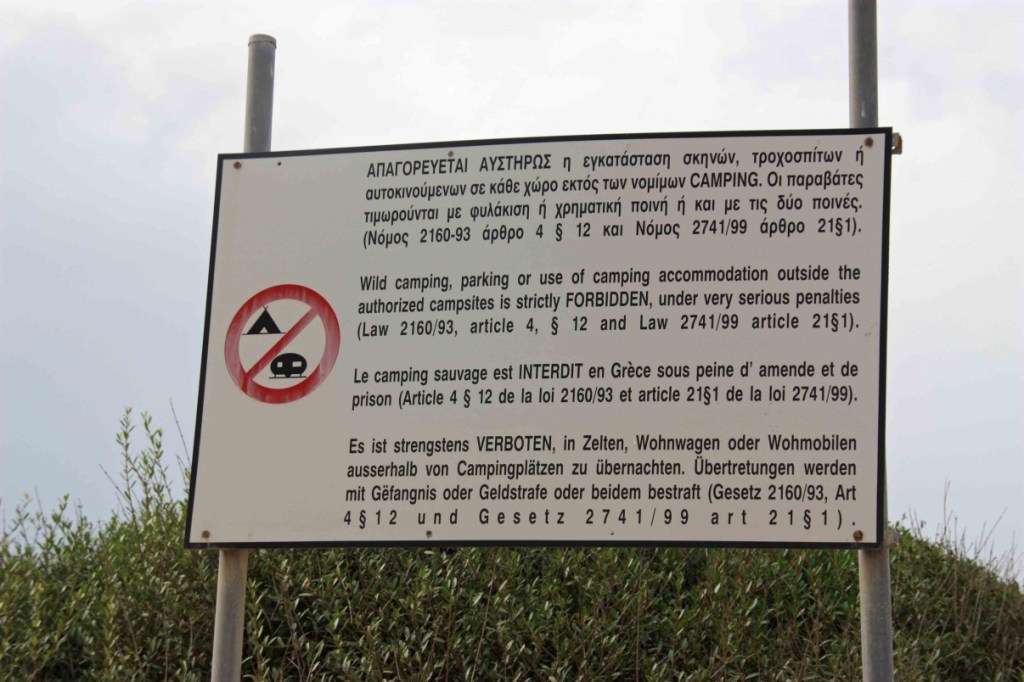 ΑΠΑΓΟΡΕΥΕΤΑΙ ΑΥΣΤΗΡΩΣ η εγκατάσταση σκηνών, τροχοσπίτων ή
αυτοκινούμενων σε κάθε χώρο εκτός των νομίμων CAMPING. Οι παραβάτες
τιμωρούνται με φυλάκιση ή χρηματική ποινή ή και με τις δύο ποινές.
(Νόμος 2160-93 άρθρο 4 § 12 και Νόμος 2741/99 άρθρο 21§1).
Wild camping, parking or use of camping accommodation outside the
authorized campsites is strictly FORBIDDEN, under very serious penalties
(Law 2160/93, article 4, § 12 and Law 2741/99 article 21§1).
Le camping sauvage est INTERDIT en Grèce sous peine d' amende et de
prison (Article 4 § 12 de la loi 2160/93 et article 21§1 de la loi 2741/99).
Es ist strengstens VERBOTEN, in Zelten, Wohnwagen oder Wohmobilen
ausserhalb von Campingplätzen zu übernachten. Übertretungen werden
mit Gëfangnis oder Geldstrafe oder beidem bestraft (Gesetz 2160/93, Art
4 § 12 und Gesetz 2741/99 art 21§1).